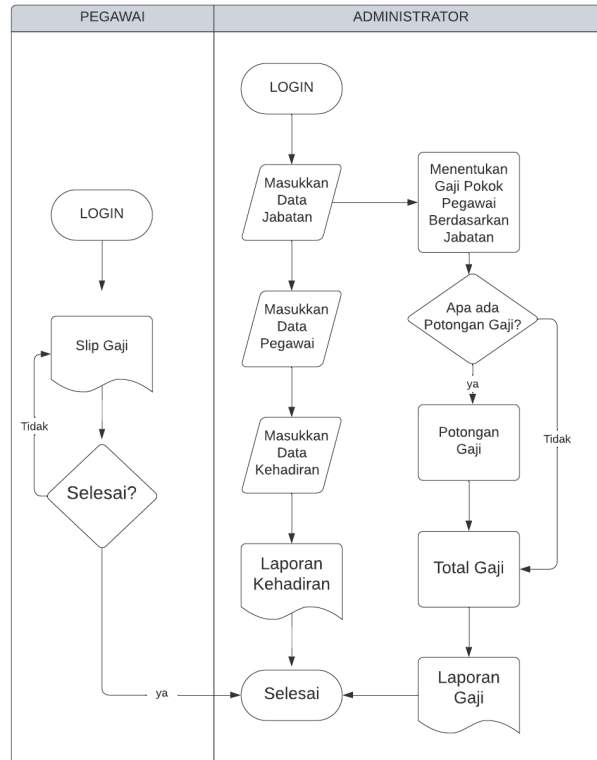 PEGAWAI
ADMINISTRATOR
LOGIN
Slip Gaji
Tidak
Selesai?
ya
LOGIN
Masukkan
Data
Jabatan
Masukkan
Data
Pegawai
Masukkan
Data
Kehadiran
Laporan
Kehadiran
Selesai
Menentukan
Gaji Pokok
Pegawai
Berdasarkan
Jabatan
Apa ada
Potongan Gaji?
ya
Tidak
Potongan
Gaji
Total Gaji
Laporan
Gaji